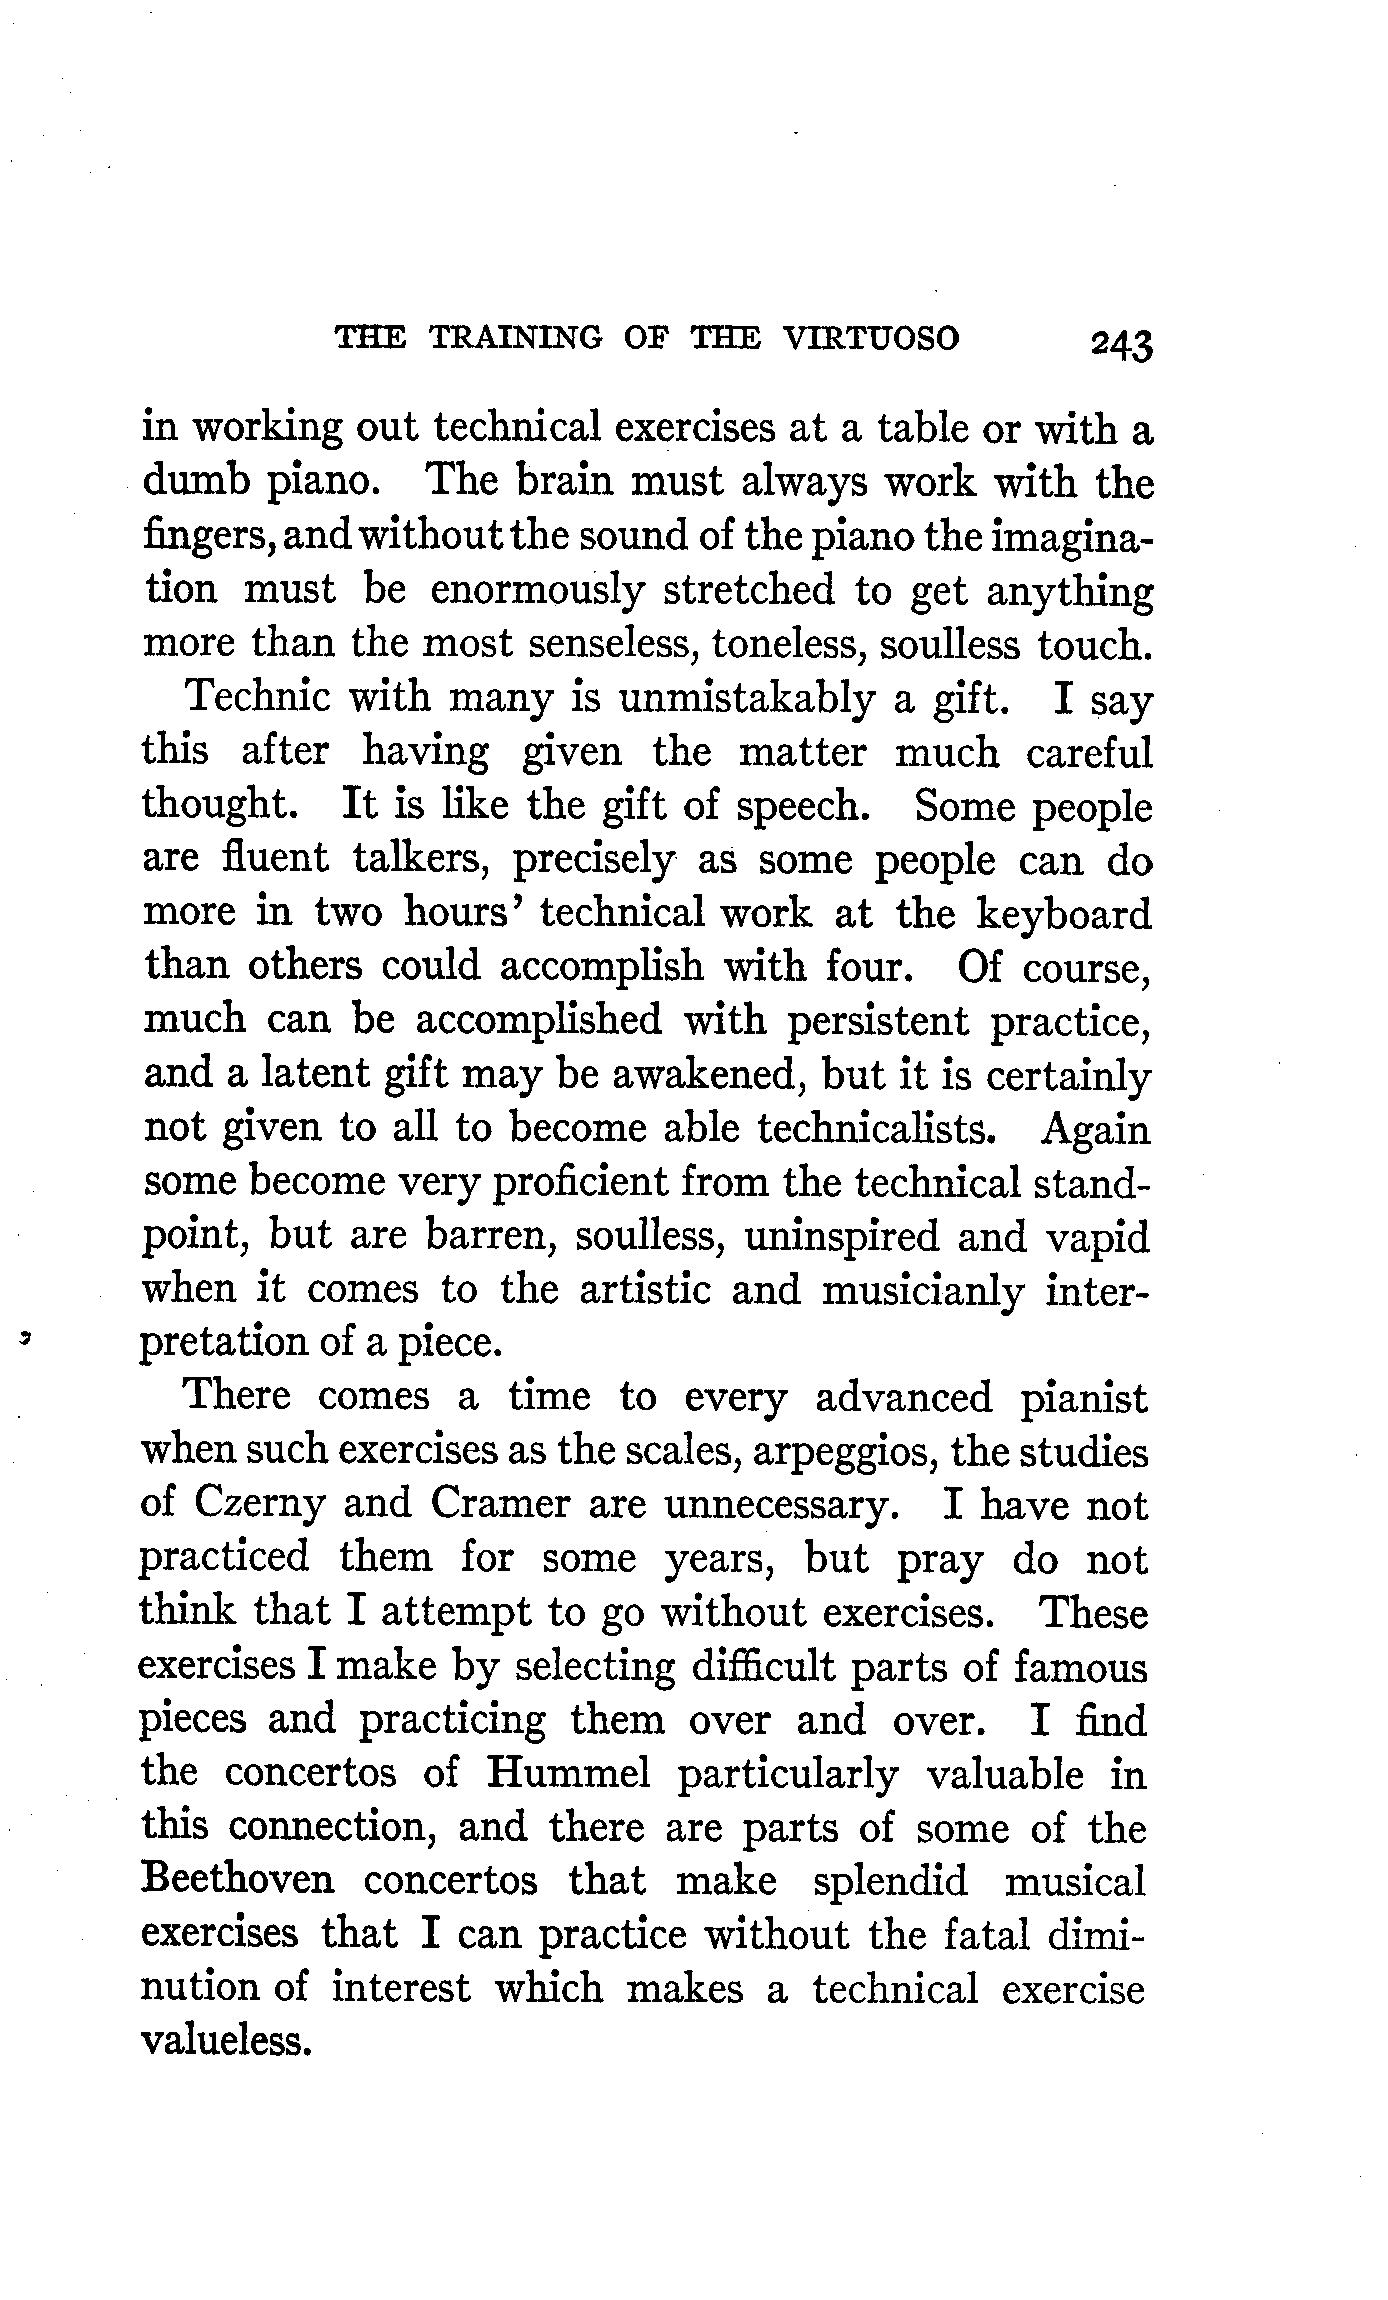 THE TRAINING OF THE VIRTUOSO 243
in working out technical exercises at a table or with a
dumb piano. The brain must always work with the
fingers, and without the sound of the piano the imagina-
tion must be enormously stretched to get anything
more than the most senseless, toneless, soulless touch.
Technic with many is unmistakably a gift. I say
this after having given the matter much careful
thought. It is like the gift of speech. Some people
are fluent talkers, precisely as some people can do
more in two hours' technical work at the keyboard
than others could accomplish with four. Of course,
much can be accomplished with persistent practice,
and a latent gift may be awakened, but it is certainly
not given to all to become able technicalists. Again
some become very proficient from the technical stand-
point, but are barren, soulless, uninspired and vapid
when it comes to the artistic and musicianly inter-
pretation of a piece.
There comes a time to every advanced pianist
when such exercises as the scales, arpeggios, the studies
of Czerny and Cramer are unnecessary. I have not
practiced them for some years, but pray do not
think that I attempt to go without exercises. These
exercises I make by selecting difficult parts of famous
pieces and practicing them over and over. I find
the concertos of Hummel particularly valuable in
this connection, and there are parts of some of the
Beethoven concertos that make splendid musical
exercises that I can practice without the fatal dimi-
nution of interest which makes a technical exercise
valueless.